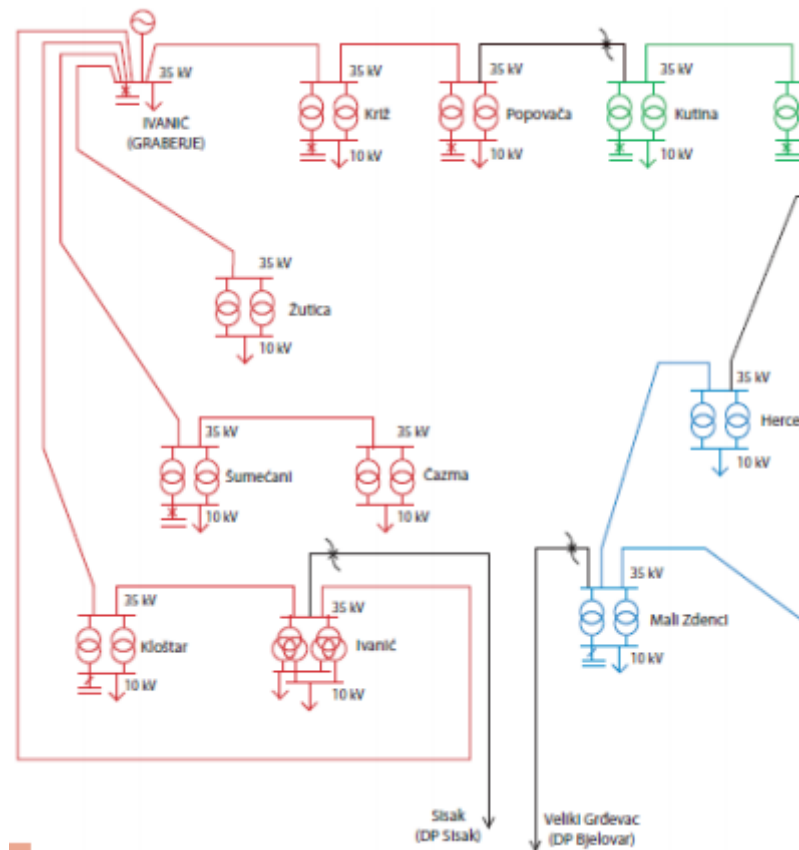 35 kV
IVANIĆ
(GRABERJE)
35 kV
Križ
10 kV
35 kV
Popovača
10 kV
35 kV
Kutina
10 kV
35 kV
Žutica
10 kV
35 kV
Herce
10 kV
35 kV
Šumećani
10 kV
35 kV
Čazma
10 kV
35 kV
Kloštar
10 kV
35 kV
Ivanić
10 kV
35 kV
Mali Zdenci
10 kV
Sisak
(DP Sisak)
Veliki Grđevac
(DP Bjelovar)